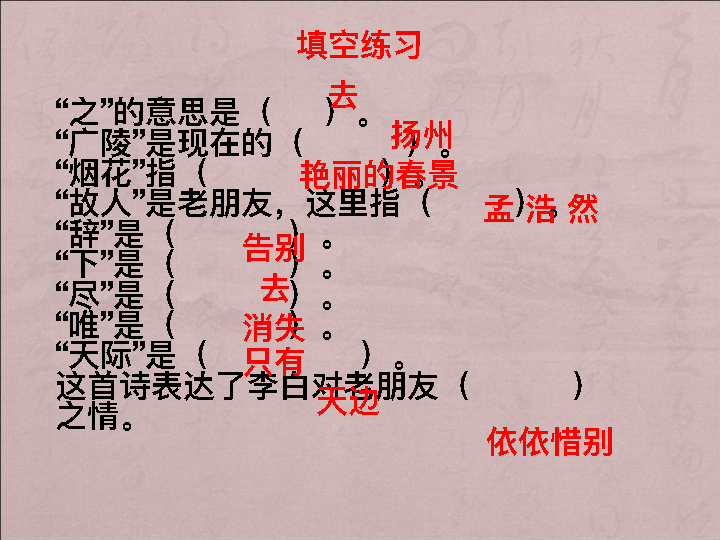 填空练习
去
“之”的意思是（ ）。
扬州
“广陵”是现在的（ ）。
艳丽的春景
“烟花”指（ ）。
孟 浩 然
“故人”是老朋友，这里指（ ）。
告别
“辞”是（ ）。
“下”是（ ）。
去
“尽”是（ ）。
消失
“唯”是（ ）。
只有
“天际”是（ ）。
这首诗表达了李白对老朋友（ ）
天边
之情。
依依惜别